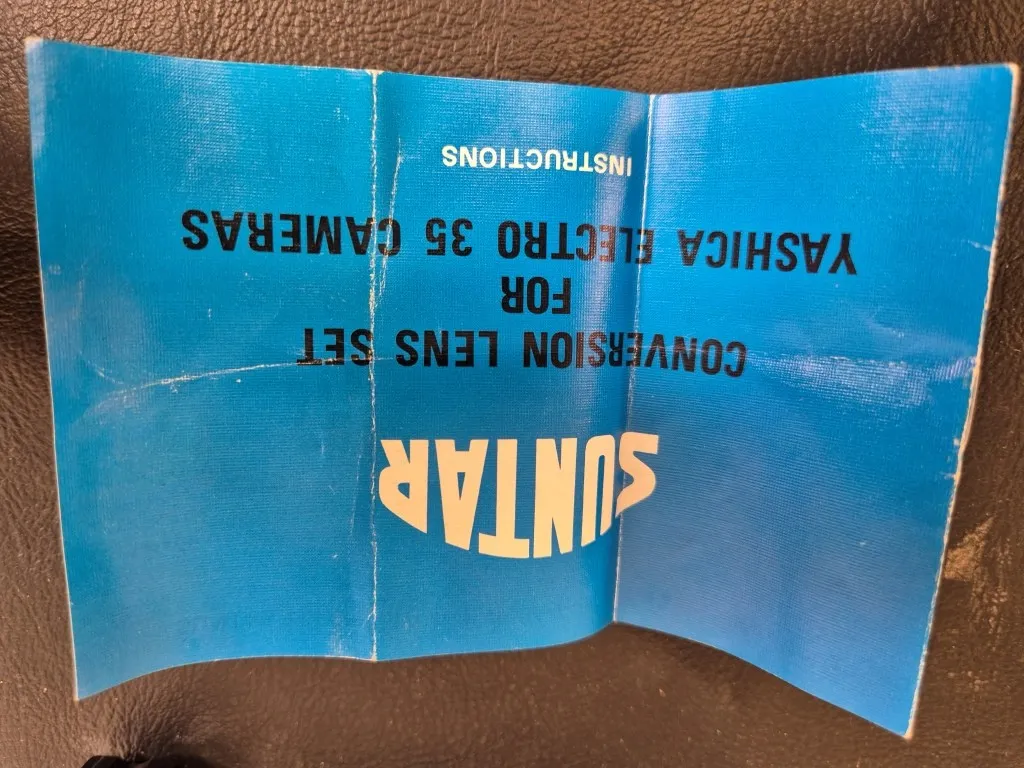 SUNTAR
CONVERSION LENS SET
FOR
YASHICA ELECTRO 35 CAMERAS
INSTRUCTIONS